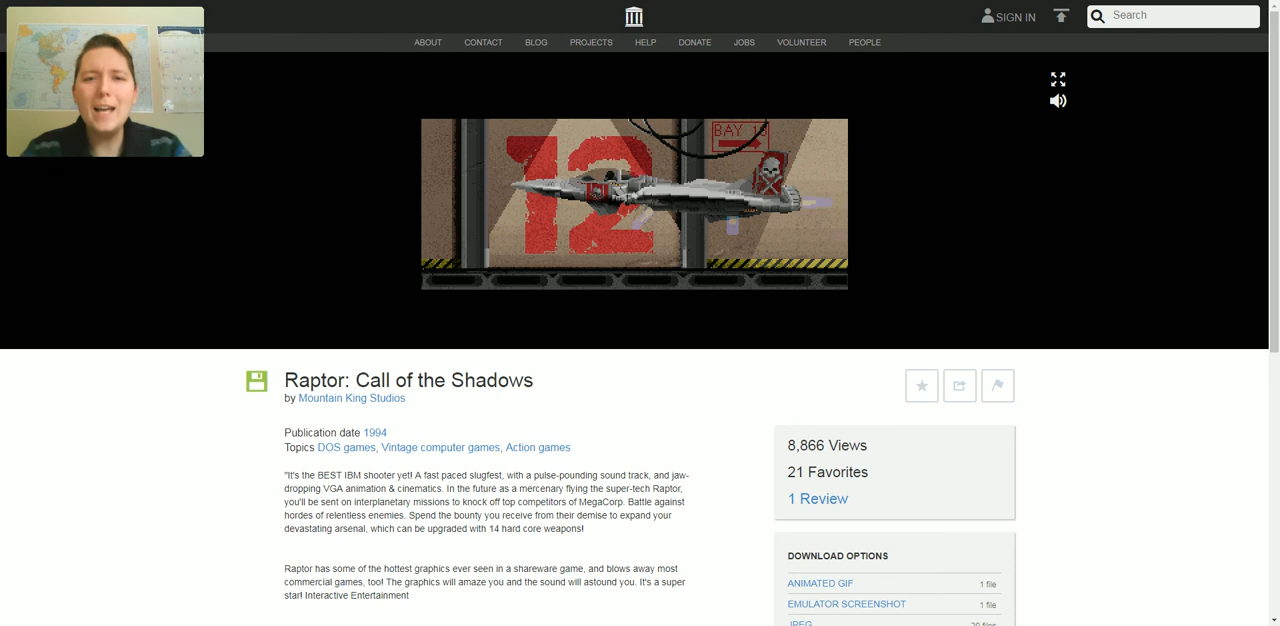 SIGN IN
Search
ABOUT CONTACT BLOG PROJECTS HELP DONATE JOBS VOLUNTEER PEOPLE
BAY 13
12
Raptor: Call of the Shadows
by Mountain King Studios
Publication date 1994
Topics DOS games, Vintage computer games, Action games
"It's the BEST IBM shooter yet! A fast paced slugfest, with a pulse-pounding sound track, and jaw-
dropping VGA animation & cinematics. In the future as a mercenary flying the super-tech Raptor,
you'll be sent on interplanetary missions to knock off top competitors of MegaCorp. Battle against
hordes of relentless enemies. Spend the bounty you receive from their demise to expand your
devastating arsenal, which can be upgraded with 14 hard core weapons!
Raptor has some of the hottest graphics ever seen in a shareware game, and blows away most
commercial games, too! The graphics will amaze you and the sound will astound you. It's a super
star! Interactive Entertainment
8,866 Views
21 Favorites
1 Review
DOWNLOAD OPTIONS
ANIMATED GIF 1 file
EMULATOR SCREENSHOT 1 file
JPEG files